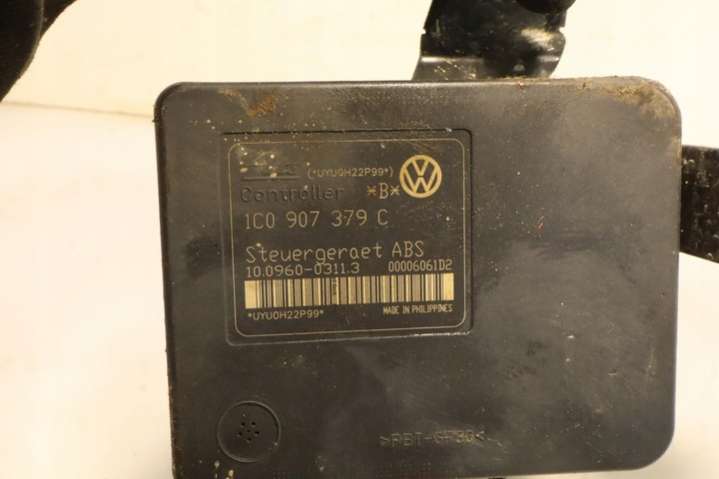 (*UYU0H22P99*)
Controller *B*
1C0 907 379 C
Steuergeraet ABS
10.0960-0311.3 00006061D2
*UYU0H22P99* MADE IN PHILIPPINES
>PBT-GF30<